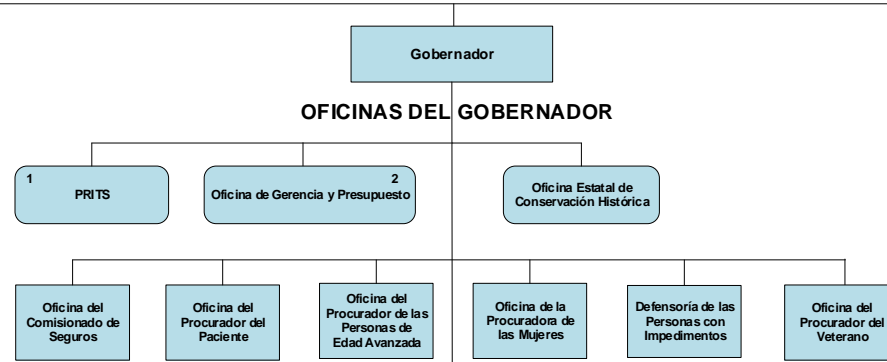 Gobernador
OFICINAS DEL GOBERNADOR
1
PRITS
2
Oficina de Gerencia y Presupuesto
Oficina Estatal de
Conservación Histórica
Oficina del
Comisionado de
Seguros
Oficina del
Procurador del
Paciente
Oficina del
Procurador de las
Personas de
Edad Avanzada
Oficina de la
Procuradora de
las Mujeres
Defensoría de las
Personas con
Impedimentos
Oficina del
Procurador del
Veterano